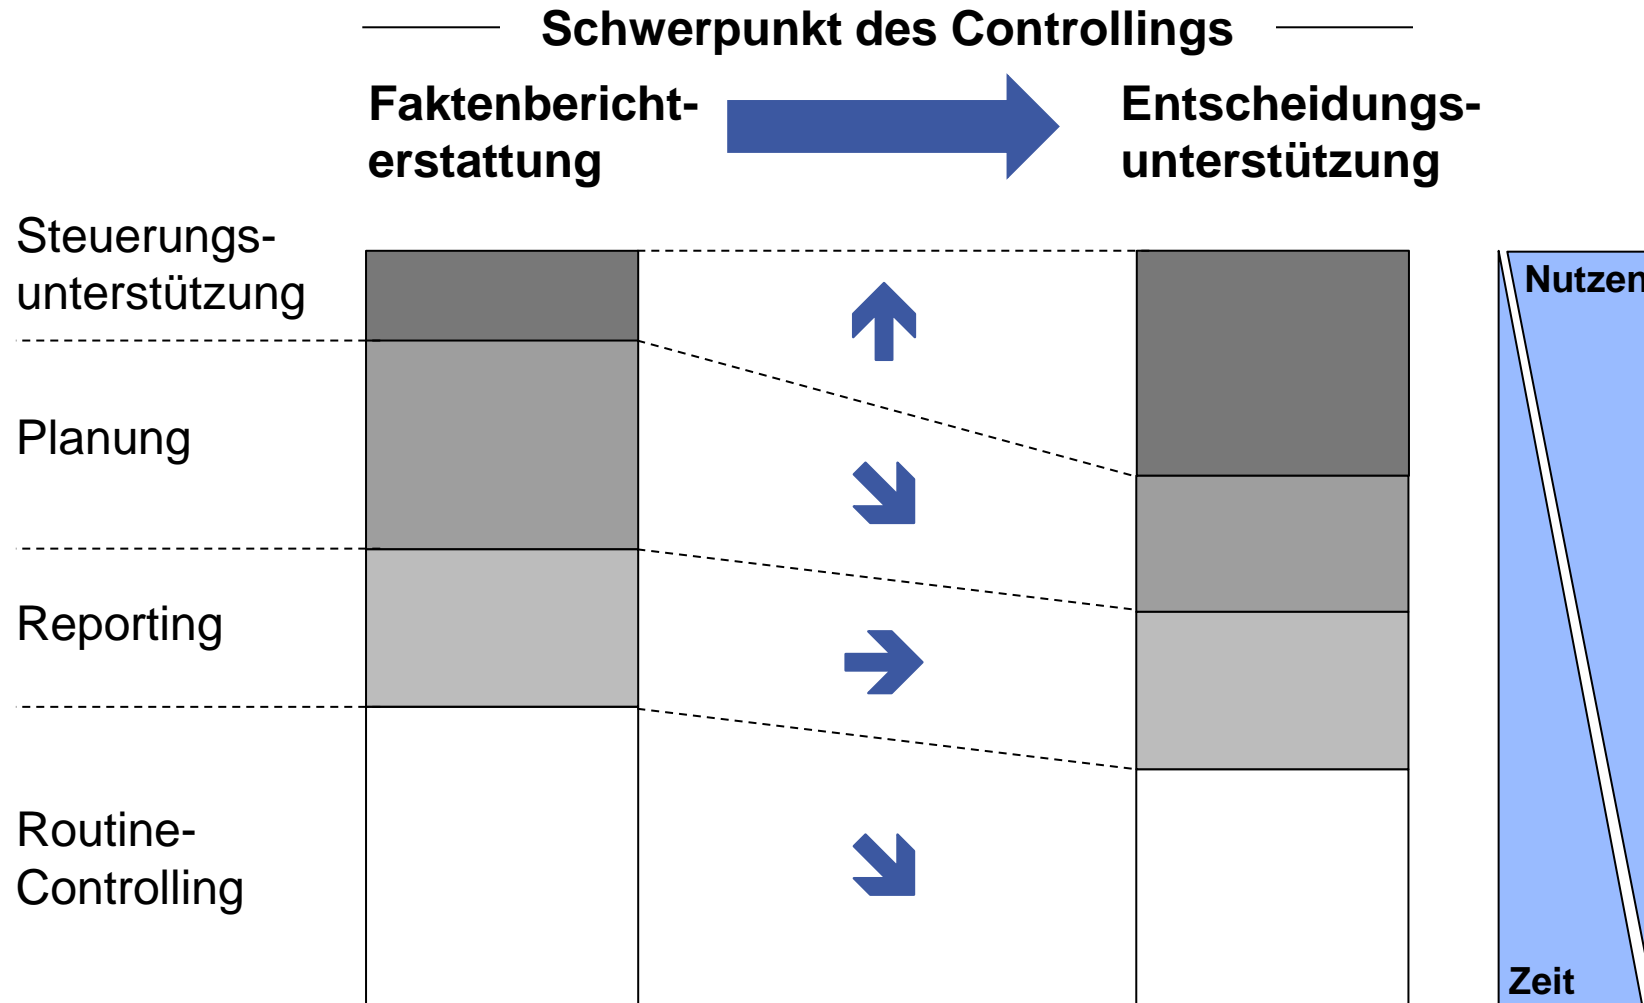 Schwerpunkt des Controllings
Faktenbericht-
erstattung
Entscheidungs-
unterstützung
Steuerungs-
unterstützung
Nutzen
Planung
Reporting
Routine-
Controlling
Zeit